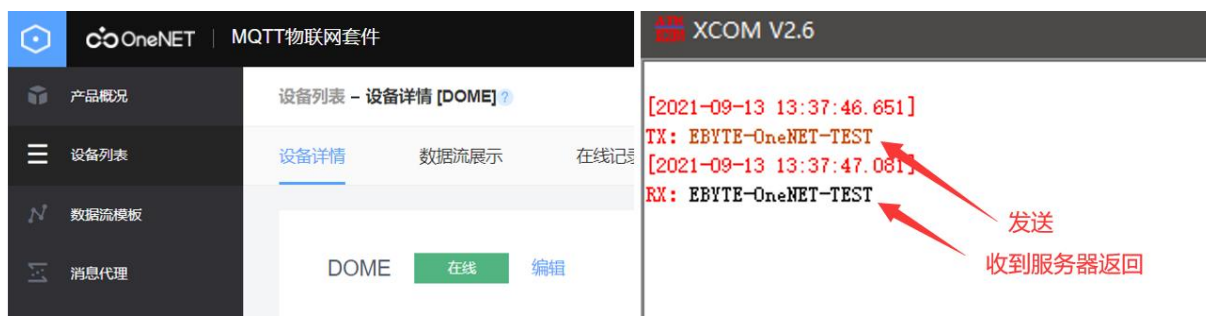 OneNET | MQTT物联网套件
产品概况
设备列表
数据流模板
消息代理
设备列表 – 设备详情 [DOME] ?
设备详情 数据流展示 在线记录
DOME 在线 编辑
XCOM V2.6
[2021-09-13 13:37:46.651]
TX: EBYTE-OneNET-TEST
[2021-09-13 13:37:47.081]
RX: EBYTE-OneNET-TEST
发送
收到服务器返回